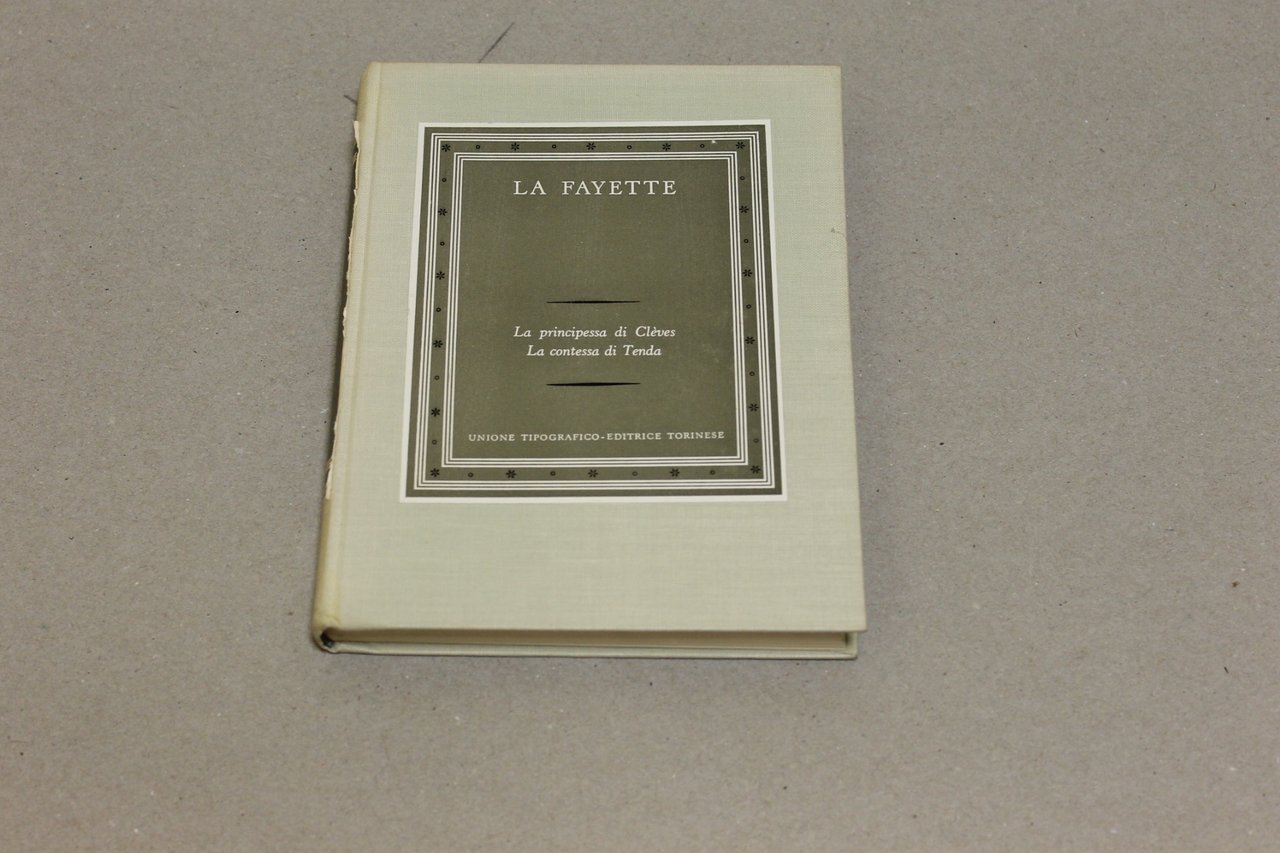 LA FAYETTE
La principessa di Clèves
La contessa di Tenda
UNIONE TIPOGRAFICO-EDITRICE TORINESE